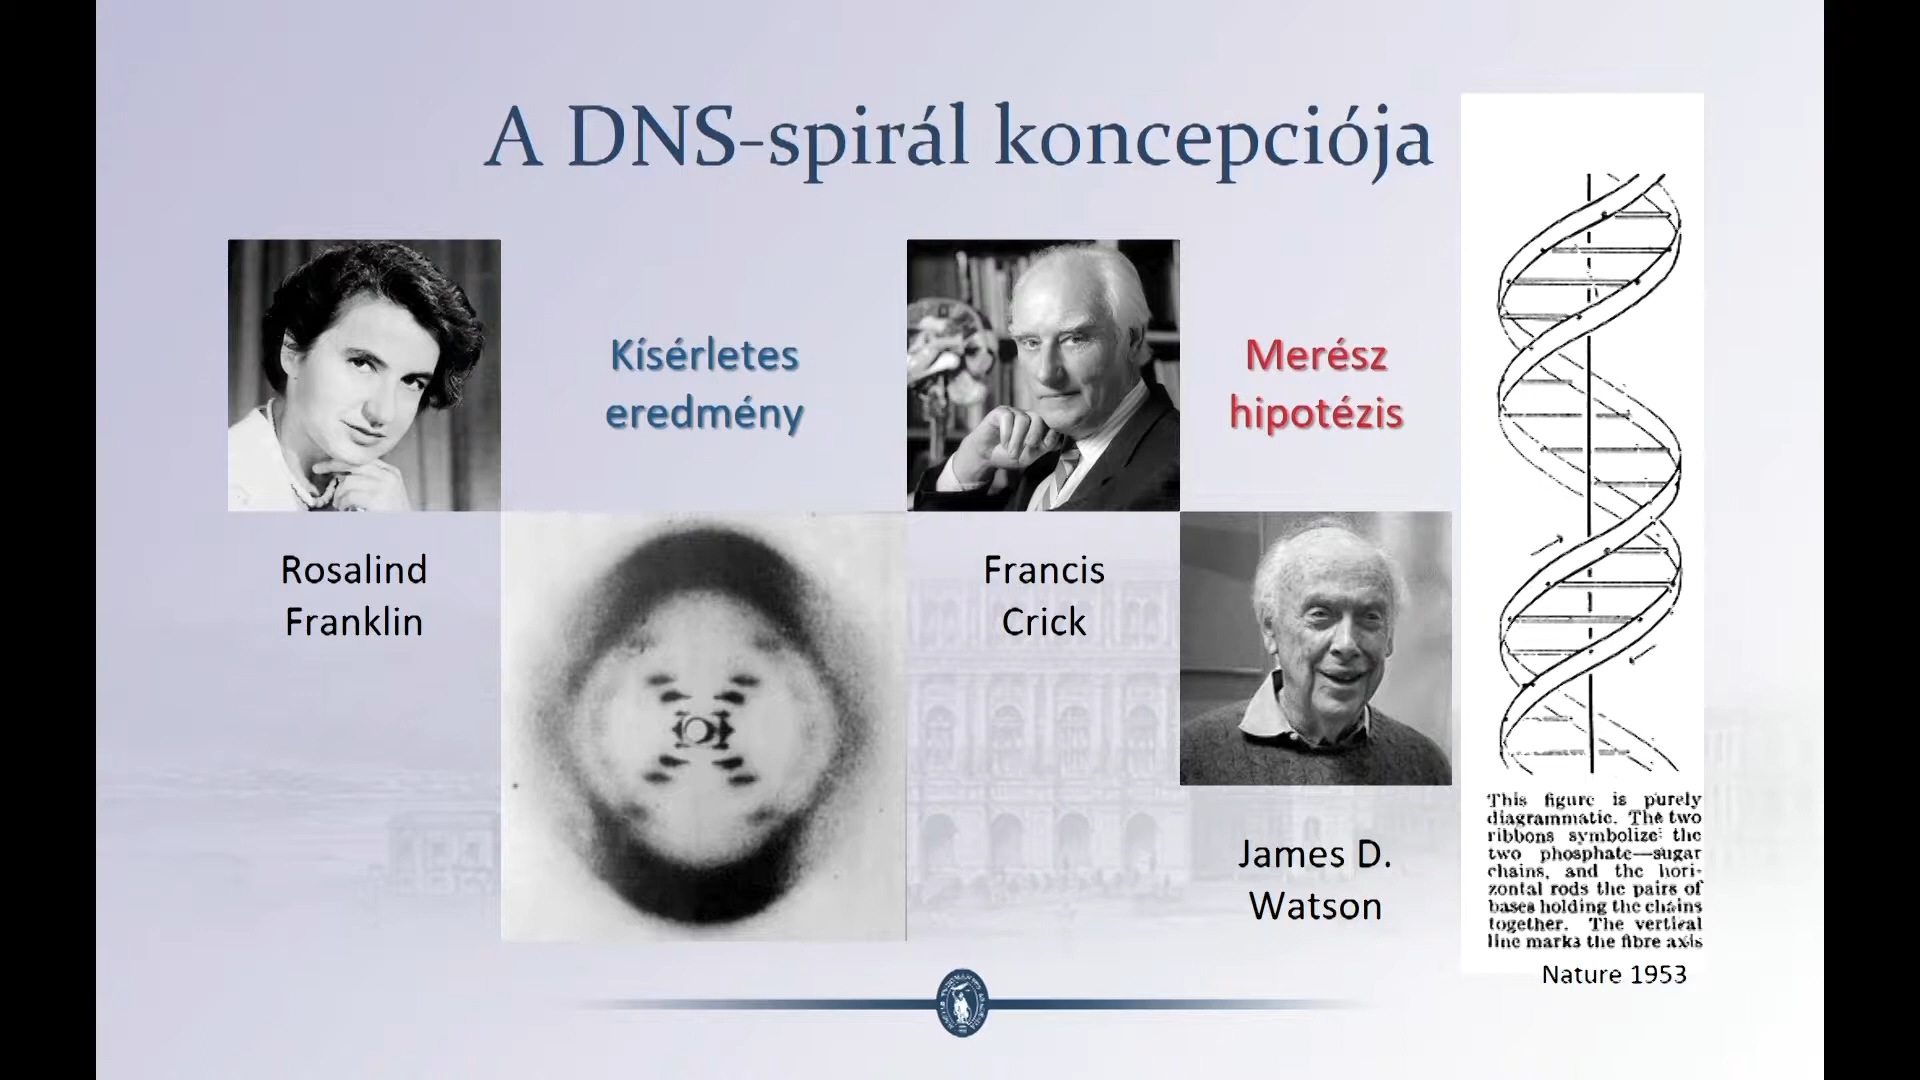 A DNS-spirál koncepciója
Kísérletes
eredmény
Merész
hipotézis
Rosalind
Franklin
Francis
Crick
James D.
Watson
This figure is purely
diagrammatic. The two
ribbons symbolize the
two phosphate—sugar
chains, and the hori-
zontal rods the pairs of
bases holding the chains
together. The vertical
line marks the fibre axis
Nature 1953